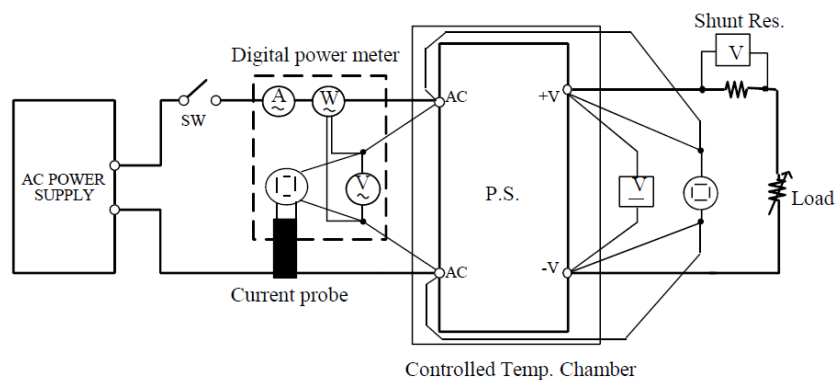 Shunt Res.
V
Digital power meter
A
W
AC
+V
SW
AC POWER
SUPPLY
V
P.S.
V
Load
AC
-V
Current probe
Controlled Temp. Chamber